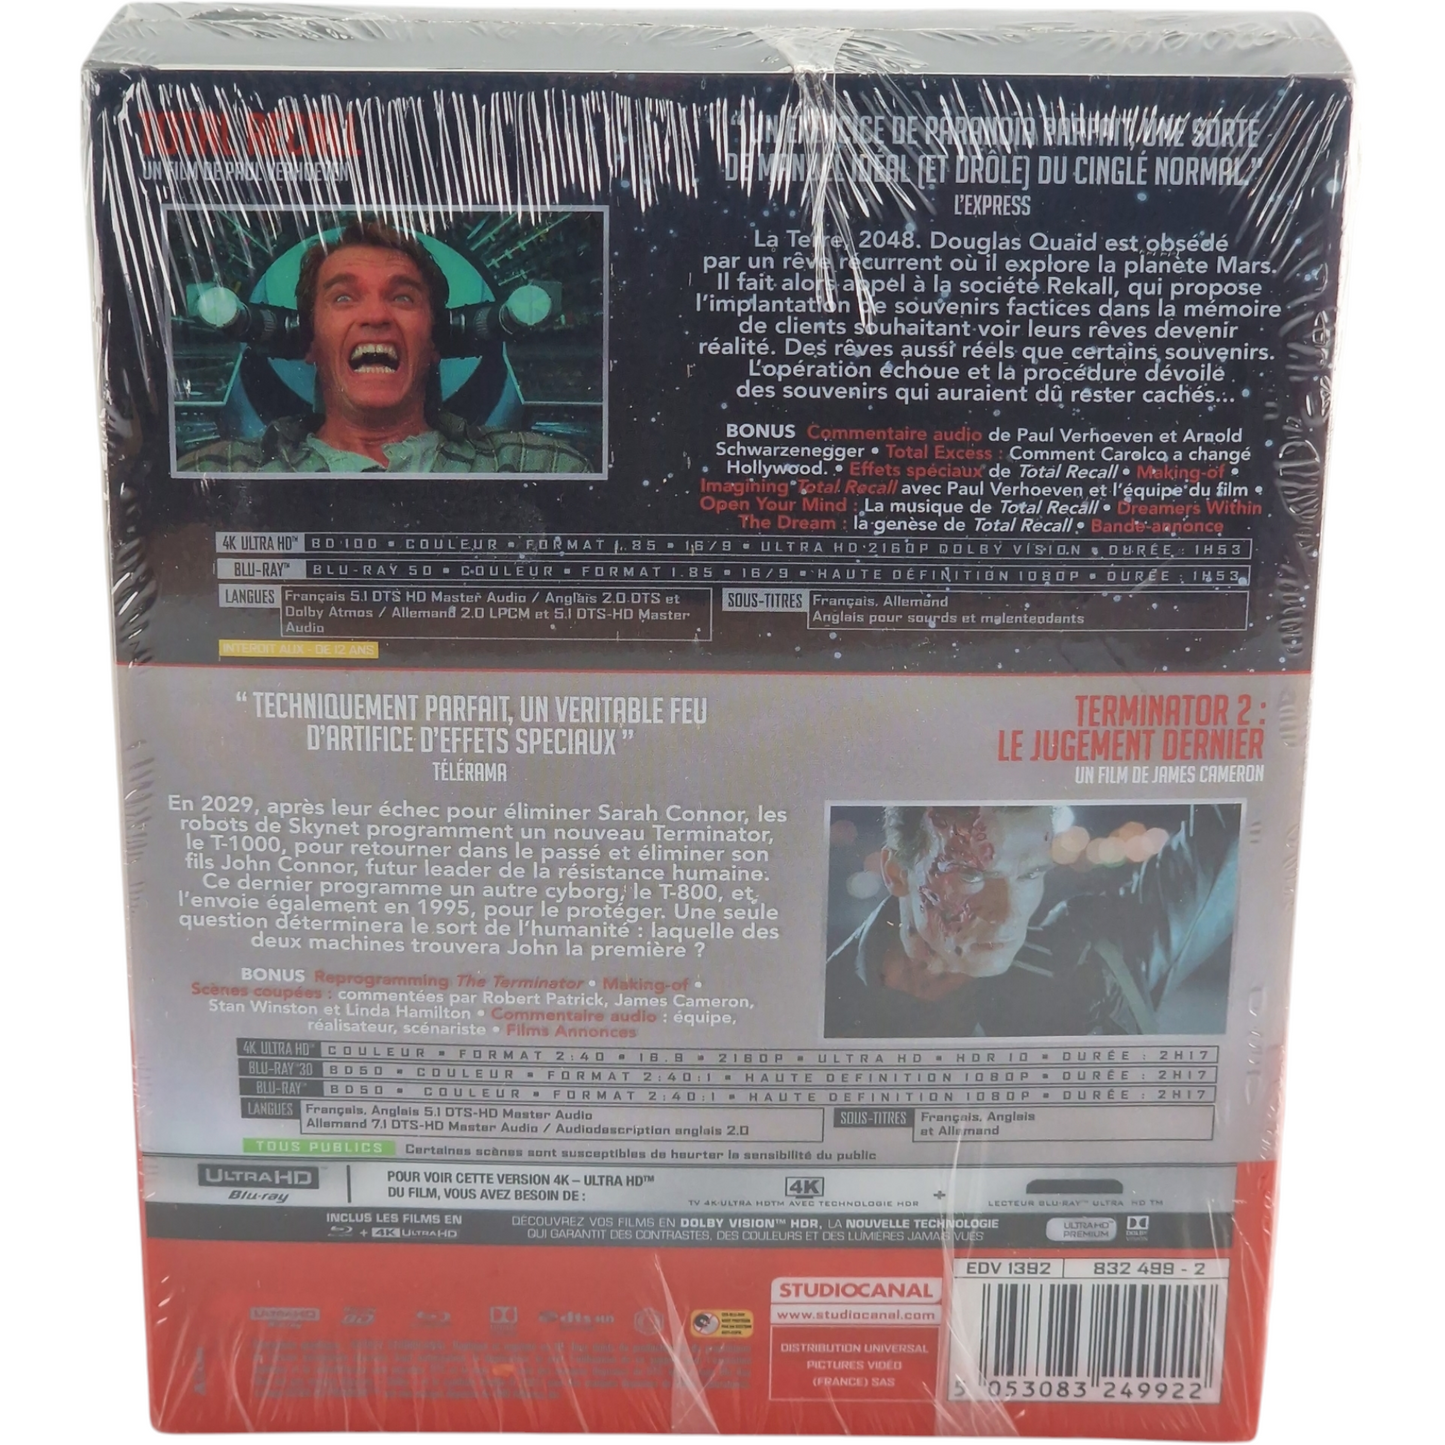 TOTAL RECALL
UN FILM DE PAUL VERHOEVEN
“ UN EXERCICE DE PARANOÏA PARFAIT, UNE SORTE
DE MANUEL IDÉAL (ET DRÔLE) DU CINGLÉ NORMAL. ”
L'EXPRESS
La Terre, 2048. Douglas Quaid est obsédé
par un rêve récurrent où il explore la planète Mars.
Il fait alors appel à la société Rekall, qui propose
l'implantation de souvenirs factices dans la mémoire
de clients souhaitant voir leurs rêves devenir
réalité. Des rêves aussi réels que certains souvenirs.
L'opération échoue et la procédure dévoile
des souvenirs qui auraient dû rester cachés...
BONUS Commentaire audio de Paul Verhoeven et Arnold
Schwarzenegger • Total Excess : Comment Carolco a changé
Hollywood. • Effets spéciaux de Total Recall • Making-of •
Imagining Total Recall avec Paul Verhoeven et l'équipe du film •
Open Your Mind : La musique de Total Recall • Dreamers Within
The Dream : la genèse de Total Recall • Bande-annonce
4K ULTRA HD™ BD 100 • COULEUR • FORMAT 1.85 • 16/9 • ULTRA HD 2160P DOLBY VISION • DURÉE : 1H53
BLU-RAY™ BLU-RAY 50 • COULEUR • FORMAT 1.85 • 16/9 • HAUTE DÉFINITION 1080P • DURÉE : 1H53
LANGUES Français 5.1 DTS HD Master Audio / Anglais 2.0 DTS et
Dolby Atmos / Allemand 2.0 LPCM et 5.1 DTS-HD Master
Audio
SOUS-TITRES Français, Allemand
Anglais pour sourds et malentendants
INTERDIT AUX - DE 12 ANS
“ TECHNIQUEMENT PARFAIT, UN VERITABLE FEU
D'ARTIFICE D'EFFETS SPECIAUX ”
TÉLÉRAMA
TERMINATOR 2 :
LE JUGEMENT DERNIER
UN FILM DE JAMES CAMERON
En 2029, après leur échec pour éliminer Sarah Connor, les
robots de Skynet programment un nouveau Terminator,
le T-1000, pour retourner dans le passé et éliminer son
fils John Connor, futur leader de la résistance humaine.
Ce dernier programme un autre cyborg, le T-800, et
l'envoie également en 1995, pour le protéger. Une seule
question déterminera le sort de l'humanité : laquelle des
deux machines trouvera John la première ?
BONUS Reprogramming The Terminator • Making-of •
Scènes coupées : commentées par Robert Patrick, James Cameron,
Stan Winston et Linda Hamilton • Commentaire audio : équipe,
réalisateur, scénariste • Films Annonces
4K ULTRA HD™ COULEUR • FORMAT 2:40 • 16.9 • 2160P • ULTRA HD • HDR 10 • DURÉE : 2H17
BLU-RAY™3D BD50 • COULEUR • FORMAT 2:40:1 • HAUTE DEFINITION 1080P • DURÉE : 2H17
BLU-RAY™ BD50 • COULEUR • FORMAT 2:40:1 • HAUTE DEFINITION 1080P • DURÉE : 2H17
LANGUES Français, Anglais 5.1 DTS-HD Master Audio
Allemand 7.1 DTS-HD Master Audio / Audiodescription anglais 2.0
SOUS-TITRES Français, Anglais
et Allemand
TOUS PUBLICS Certaines scènes sont susceptibles de heurter la sensibilité du public
ULTRA HD
Blu-ray
POUR VOIR CETTE VERSION 4K – ULTRA HD™
DU FILM, VOUS AVEZ BESOIN DE :
4K
TV 4K-ULTRA HD™ AVEC TECHNOLOGIE HDR
+
LECTEUR BLU-RAY™ ULTRA HD TM
INCLUS LES FILMS EN
+ 4K ULTRA HD
DÉCOUVREZ VOS FILMS EN DOLBY VISION™ HDR, LA NOUVELLE TECHNOLOGIE
QUI GARANTIT DES CONTRASTES, DES COULEURS ET DES LUMIÈRES JAMAIS VUES
ULTRA HD
PREMIUM
EDV 1392 832 499 - 2
STUDIOCANAL
www.studiocanal.com
DISTRIBUTION UNIVERSAL
PICTURES VIDEO
(FRANCE) SAS
5 053083 249922